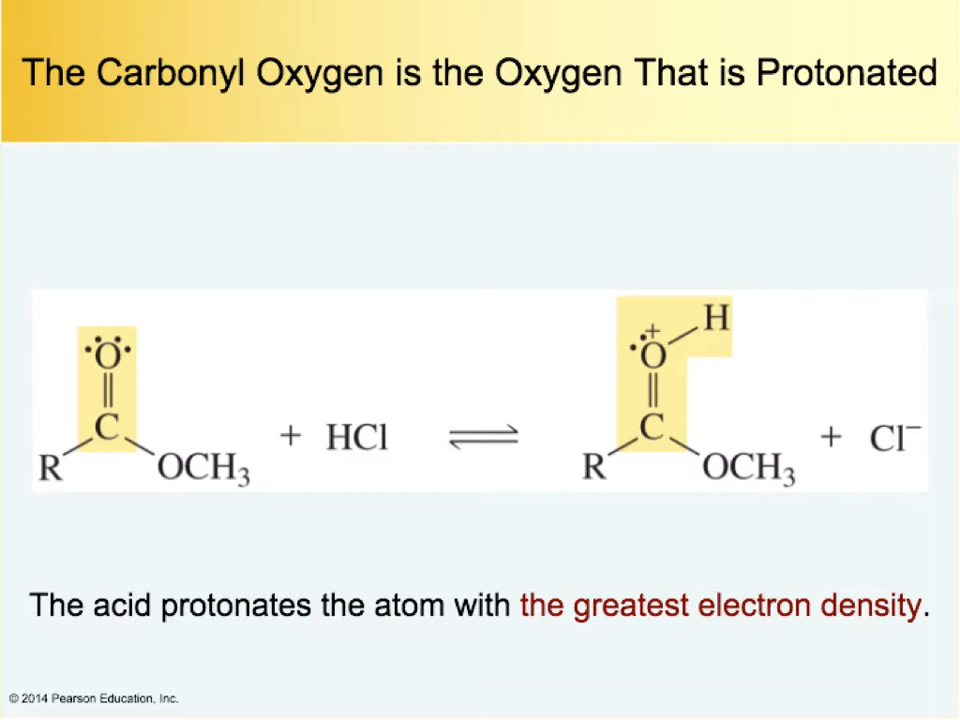 The Carbonyl Oxygen is the Oxygen That is Protonated
O
C
R
OCH₃
+ HCl ⇌
+
O
H
C
R
OCH₃
+ Cl⁻
The acid protonates the atom with the greatest electron density.
© 2014 Pearson Education, Inc.